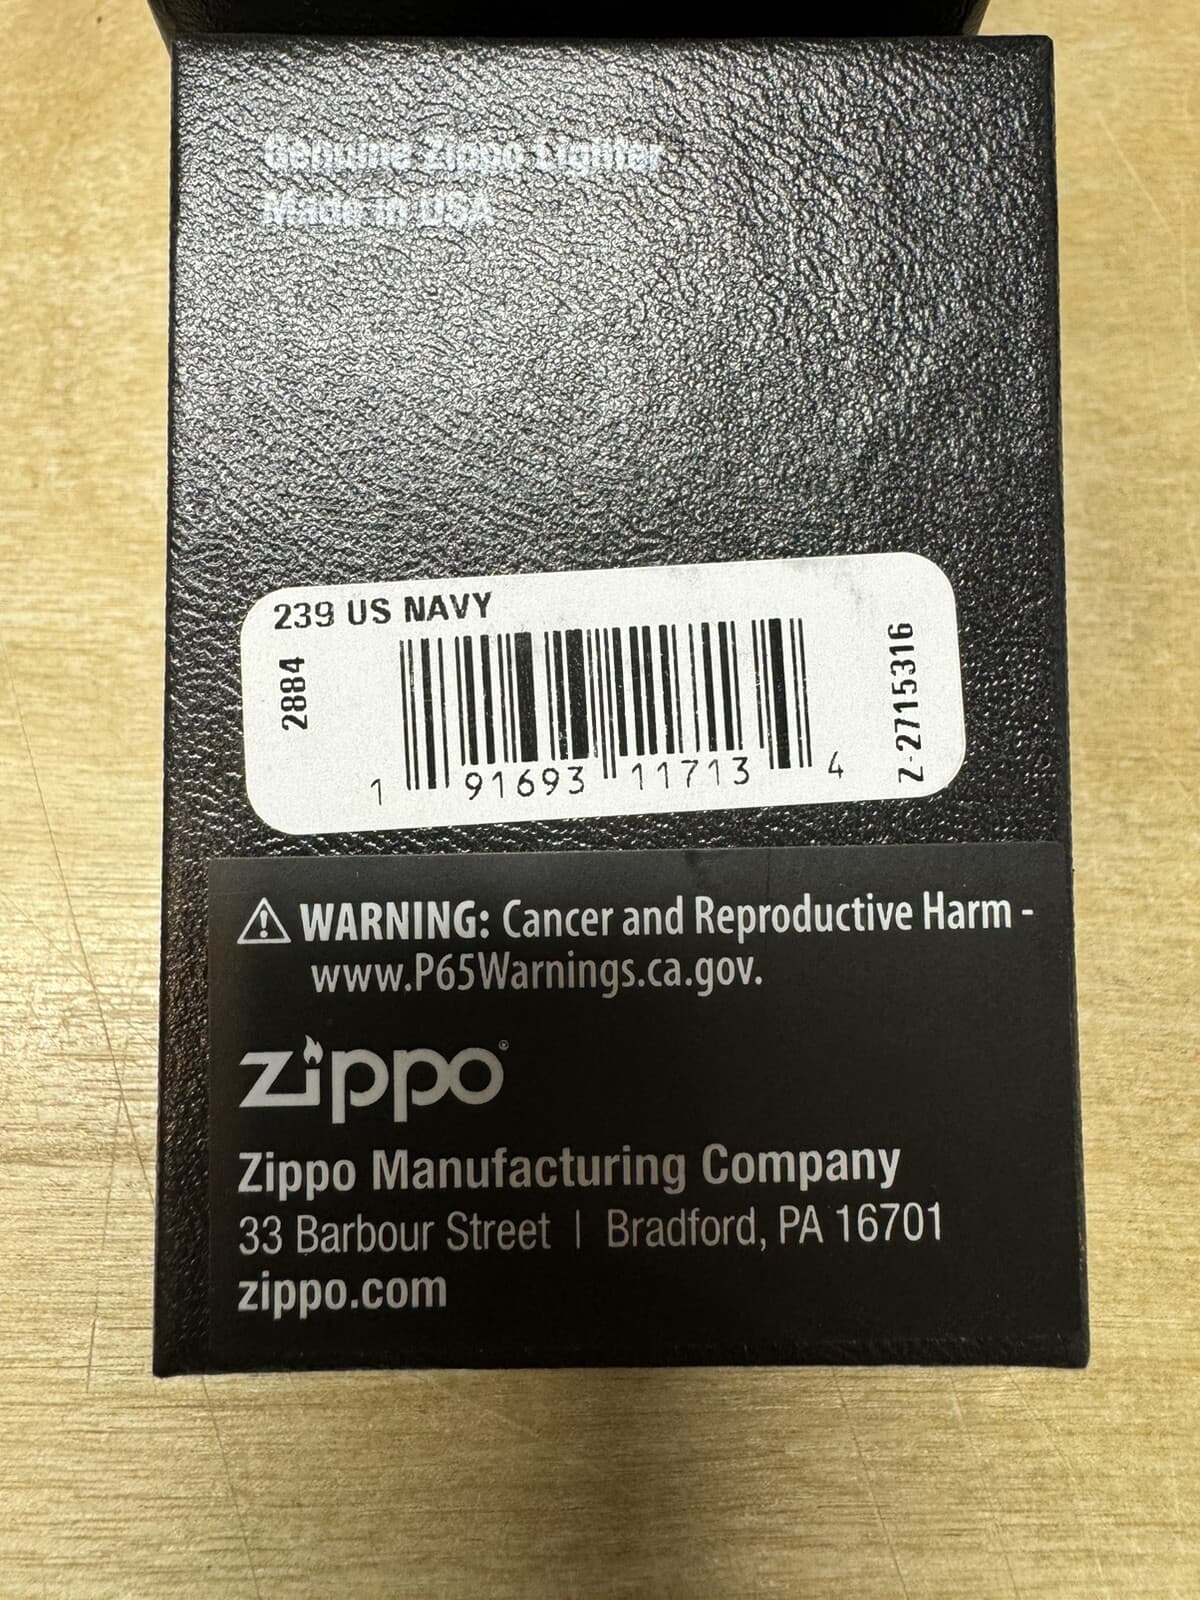 Genuine Zippo Lighter
Made in USA
239 US NAVY
2884
Z-2715316
1 91693 11713 4
⚠ WARNING: Cancer and Reproductive Harm -
www.P65Warnings.ca.gov.
zippo®
Zippo Manufacturing Company
33 Barbour Street | Bradford, PA 16701
zippo.com